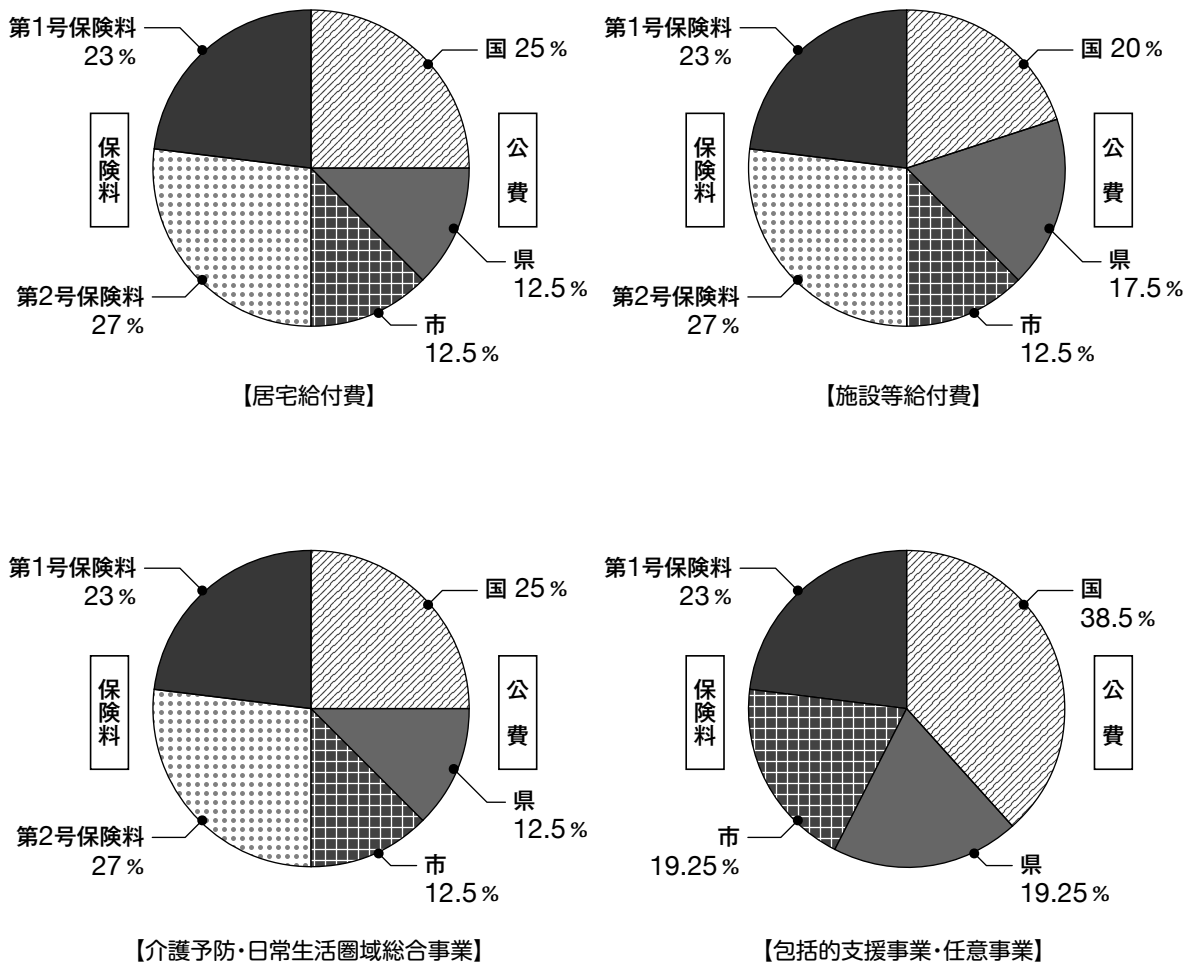 第1号保険料
23%
国 25%
保険料
公費
県
12.5%
第2号保険料
27%
市
12.5%
【居宅給付費】
第1号保険料
23%
国 20%
保険料
公費
県
17.5%
第2号保険料
27%
市
12.5%
【施設等給付費】
第1号保険料
23%
国 25%
保険料
公費
県
12.5%
第2号保険料
27%
市
12.5%
【介護予防・日常生活圏域総合事業】
第1号保険料
23%
国
38.5%
保険料
公費
市
19.25%
県
19.25%
【包括的支援事業・任意事業】